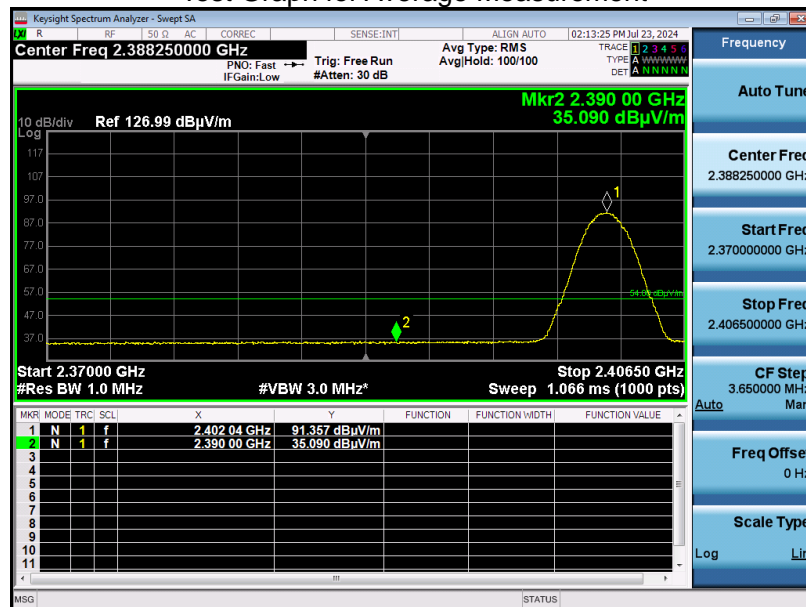 Test Graph for Average Measurement
Keysight Spectrum Analyzer - Swept SA
LXI R RF 50 Ω AC CORREC SENSE:INT ALIGN AUTO 02:13:25 PM Jul 23, 2024
Center Freq 2.388250000 GHz
PNO: Fast
IFGain:Low
Trig: Free Run
#Atten: 30 dB
Avg Type: RMS
Avg|Hold: 100/100
TRACE 1 2 3 4 5 6
TYPE A WWWWW
DET A N N N N N
Mkr2 2.390 00 GHz
35.090 dBµV/m
10 dB/div Ref 126.99 dBµV/m
Log
117
107
97.0
87.0
77.0
67.0
57.0
47.0
37.0
1
2
54.00 dBµV/m
Start 2.37000 GHz Stop 2.40650 GHz
#Res BW 1.0 MHz #VBW 3.0 MHz* Sweep 1.066 ms (1000 pts)
MKR MODE TRC SCL X Y FUNCTION FUNCTION WIDTH FUNCTION VALUE
1 N 1 f 2.402 04 GHz 91.357 dBµV/m
2 N 1 f 2.390 00 GHz 35.090 dBµV/m
3
4
5
6
7
8
9
10
11
MSG STATUS
Frequency
Auto Tune
Center Freq
2.388250000 GHz
Start Freq
2.370000000 GHz
Stop Freq
2.406500000 GHz
CF Step
3.650000 MHz
Auto Man
Freq Offset
0 Hz
Scale Type
Log Lin